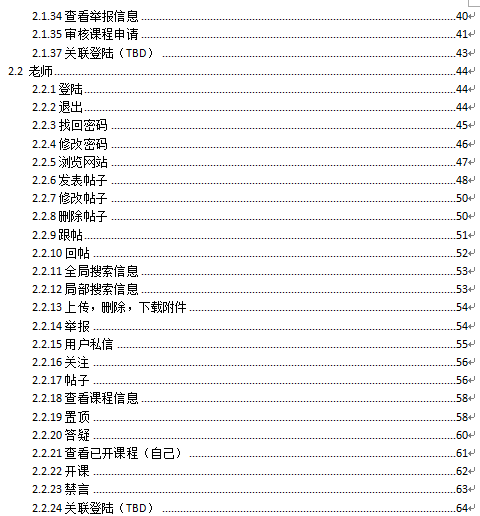 2.1.34 查看举报信息 40
2.1.35 审核课程申请 41
2.1.37 关联登陆（TBD） 43
2.2 老师 44
2.2.1 登陆 44
2.2.2 退出 44
2.2.3 找回密码 45
2.2.4 修改密码 46
2.2.5 浏览网站 47
2.2.6 发表帖子 48
2.2.7 修改帖子 50
2.2.8 删除帖子 50
2.2.9 跟帖 51
2.2.10 回帖 52
2.2.11 全局搜索信息 53
2.2.12 局部搜索信息 53
2.2.13 上传，删除，下载附件 54
2.2.14 举报 54
2.2.15 用户私信 55
2.2.16 关注 56
2.2.17 帖子 56
2.2.18 查看课程信息 58
2.2.19 置顶 58
2.2.20 答疑 60
2.2.21 查看已开课程（自己） 61
2.2.22 开课 62
2.2.23 禁言 63
2.2.24 关联登陆（TBD） 64